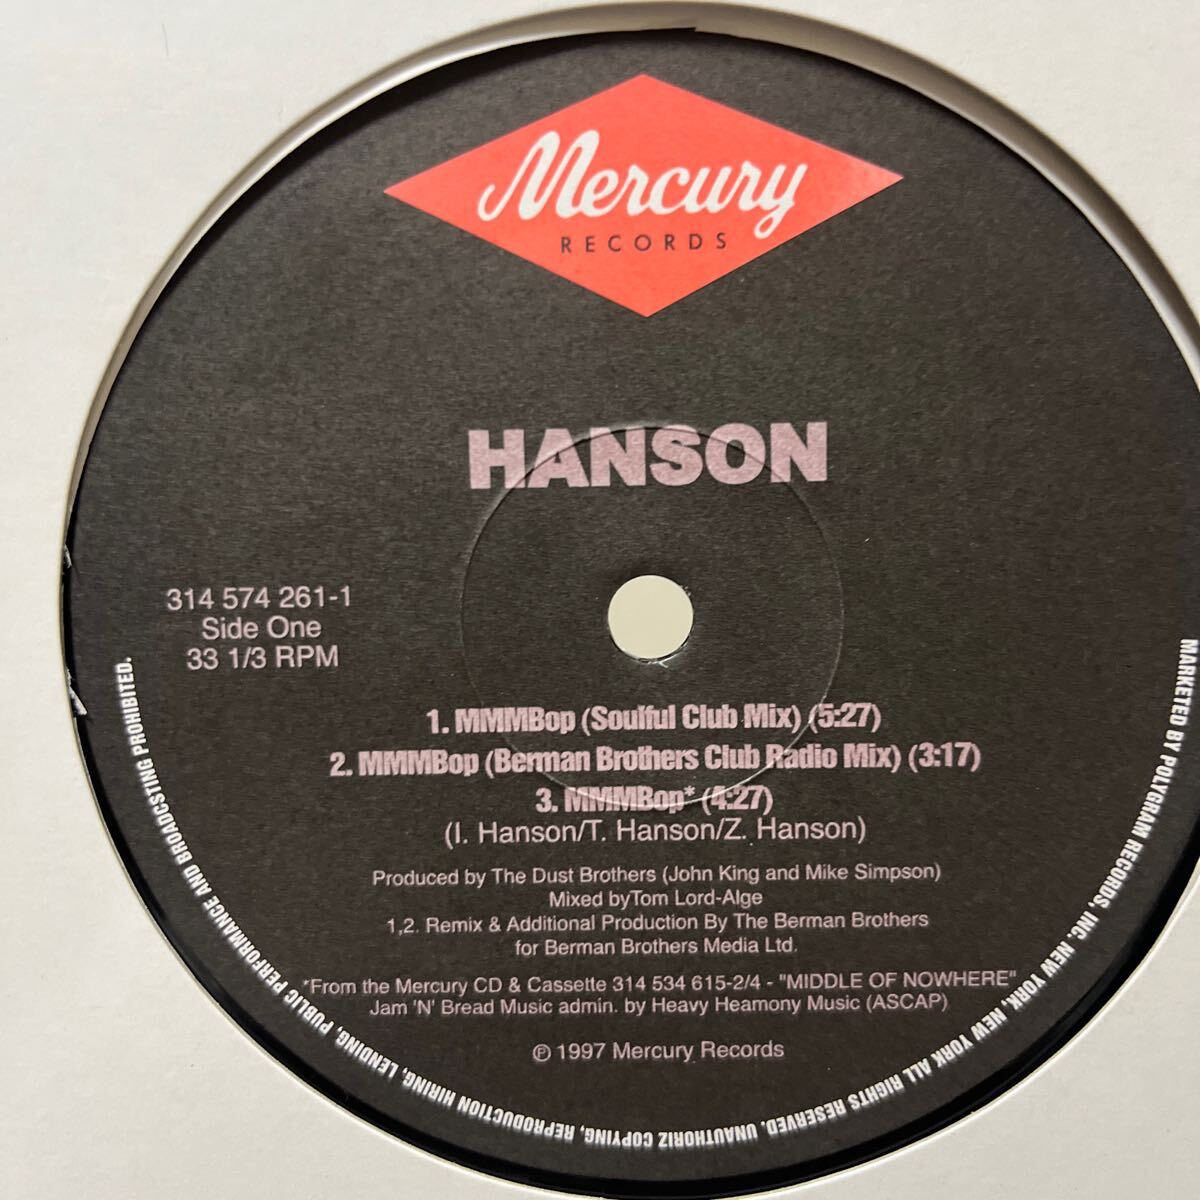 Mercury
RECORDS
HANSON
314 574 261-1
Side One
33 1/3 RPM
1. MMMBop (Soulful Club Mix) (5:27)
2. MMMBop (Berman Brothers Club Radio Mix) (3:17)
3. MMMBop* (4:27)
(I. Hanson/T. Hanson/Z. Hanson)
Produced by The Dust Brothers (John King and Mike Simpson)
Mixed byTom Lord-Alge
1,2. Remix & Additional Production By The Berman Brothers
for Berman Brothers Media Ltd.
*From the Mercury CD & Cassette 314 534 615-2/4 - "MIDDLE OF NOWHERE"
Jam 'N' Bread Music admin. by Heavy Heamony Music (ASCAP)
℗ 1997 Mercury Records
MARKETED BY POLYGRAM RECORDS, INC. NEW YORK, NEW YORK ALL RIGHTS RESERVED. UNAUTHORIZ COPYING, REPRODUCTION HIRING, LENDING, PUBLIC PERFORMANCE AND BROADCSTING PROHIBITED.